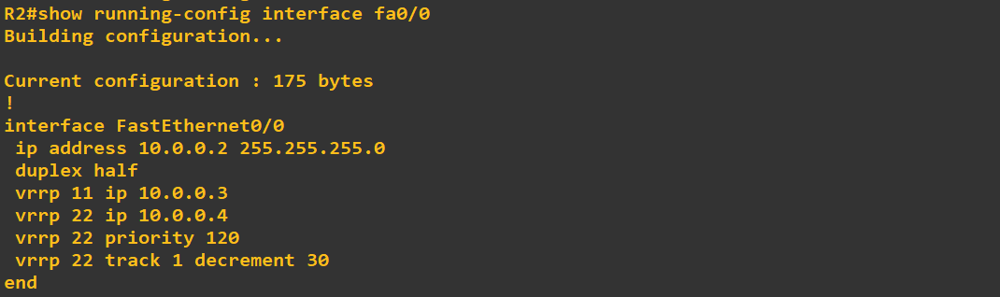 R2#show running-config interface fa0/0
Building configuration...
Current configuration : 175 bytes
!
interface FastEthernet0/0
ip address 10.0.0.2 255.255.255.0
duplex half
vrrp 11 ip 10.0.0.3
vrrp 22 ip 10.0.0.4
vrrp 22 priority 120
vrrp 22 track 1 decrement 30
end